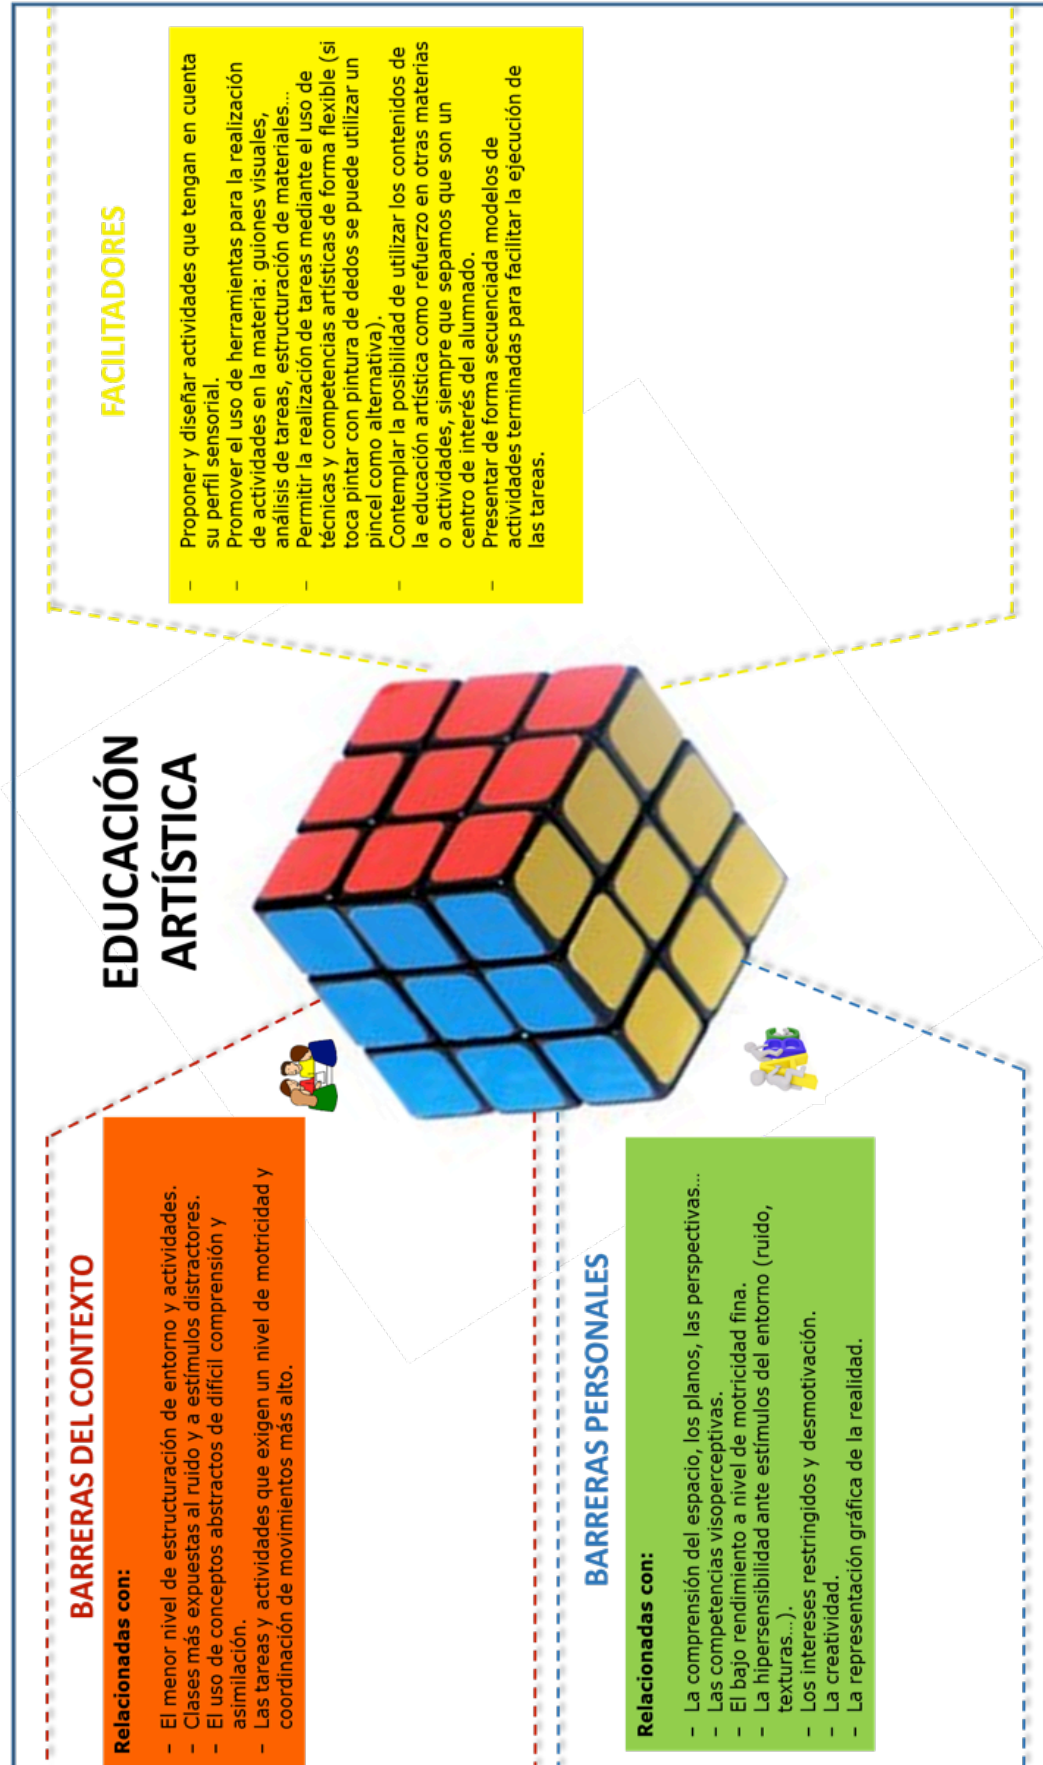 EDUCACIÓN
ARTÍSTICA
BARRERAS DEL CONTEXTO
Relacionadas con:
– El menor nivel de estructuración de entorno y actividades.
– Clases más expuestas al ruido y a estímulos distractores.
– El uso de conceptos abstractos de difícil comprensión y
asimilación.
– Las tareas y actividades que exigen un nivel de motricidad y
coordinación de movimientos más alto.
BARRERAS PERSONALES
Relacionadas con:
– La comprensión del espacio, los planos, las perspectivas...
– Las competencias visoperceptivas.
– El bajo rendimiento a nivel de motricidad fina.
– La hipersensibilidad ante estímulos del entorno (ruido,
texturas...).
– Los intereses restringidos y desmotivación.
– La creatividad.
– La representación gráfica de la realidad.
FACILITADORES
– Proponer y diseñar actividades que tengan en cuenta
su perfil sensorial.
– Promover el uso de herramientas para la realización
de actividades en la materia: guiones visuales,
análisis de tareas, estructuración de materiales...
– Permitir la realización de tareas mediante el uso de
técnicas y competencias artísticas de forma flexible (si
toca pintar con pintura de dedos se puede utilizar un
pincel como alternativa).
– Contemplar la posibilidad de utilizar los contenidos de
la educación artística como refuerzo en otras materias
o actividades, siempre que sepamos que son un
centro de interés del alumnado.
– Presentar de forma secuenciada modelos de
actividades terminadas para facilitar la ejecución de
las tareas.